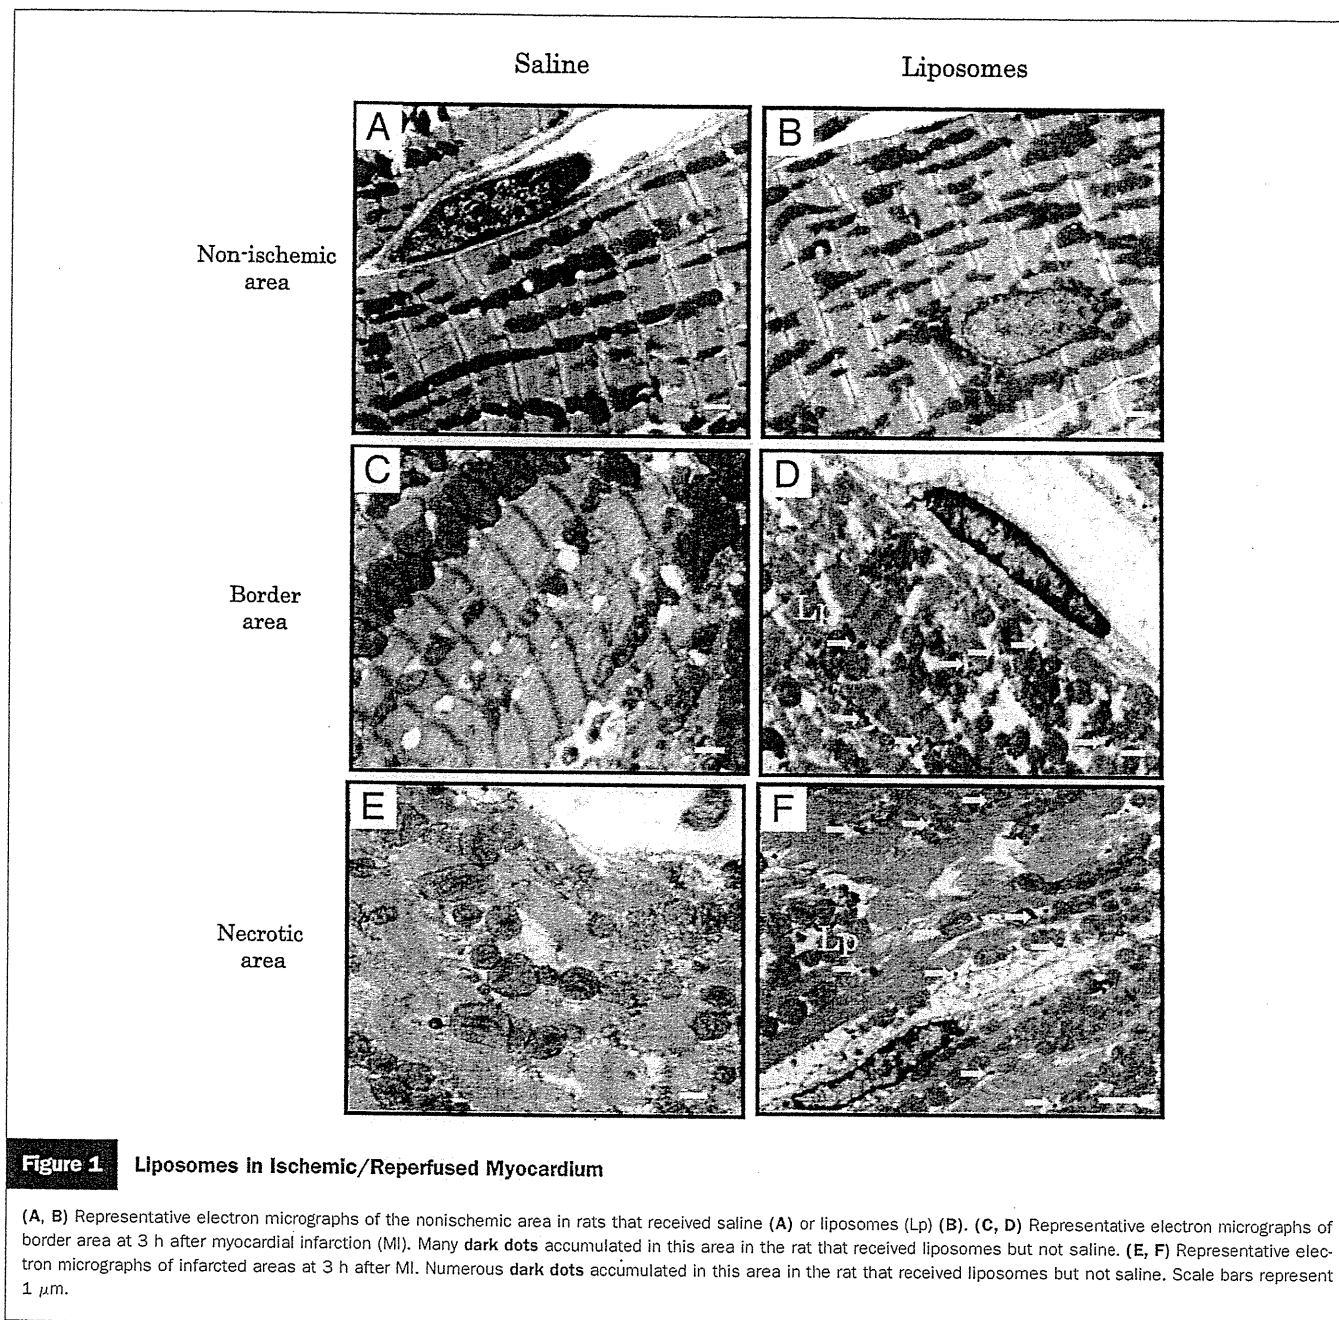 Saline
Liposomes
A
B
Non-ischemic
area
C
D
Border
area
Lp
E
F
Necrotic
area
Lp
Figure 1
Liposomes in Ischemic/Reperfused Myocardium
(A, B) Representative electron micrographs of the nonischemic area in rats that received saline (A) or liposomes (Lp) (B). (C, D) Representative electron micrographs of
border area at 3 h after myocardial infarction (MI). Many dark dots accumulated in this area in the rat that received liposomes but not saline. (E, F) Representative elec-
tron micrographs of infarcted areas at 3 h after MI. Numerous dark dots accumulated in this area in the rat that received liposomes but not saline. Scale bars represent
1 μm.